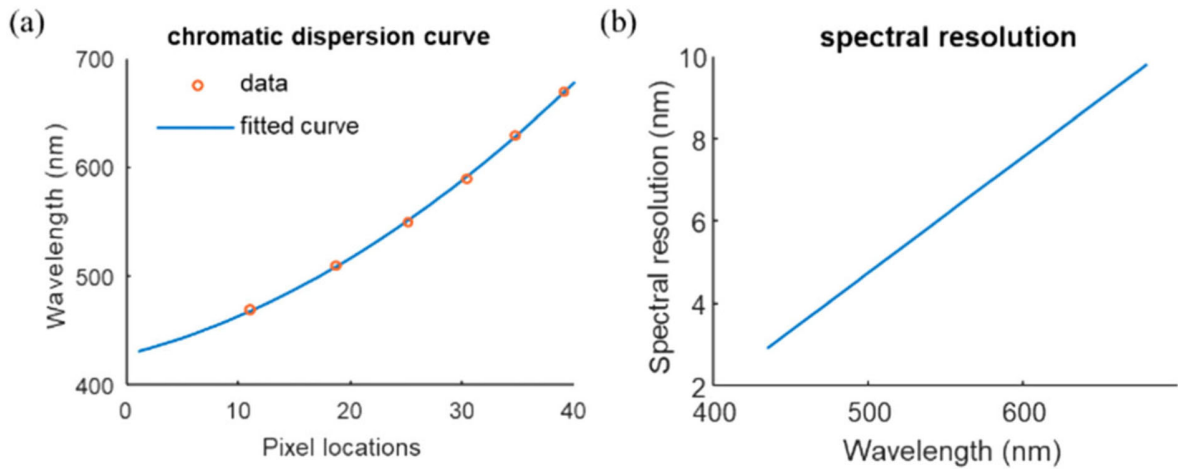 (a)
chromatic dispersion curve
700
600
500
400
Wavelength (nm)
data
fitted curve
0 10 20 30 40
Pixel locations
(b)
spectral resolution
10
8
6
4
2
Spectral resolution (nm)
400 500 600
Wavelength (nm)